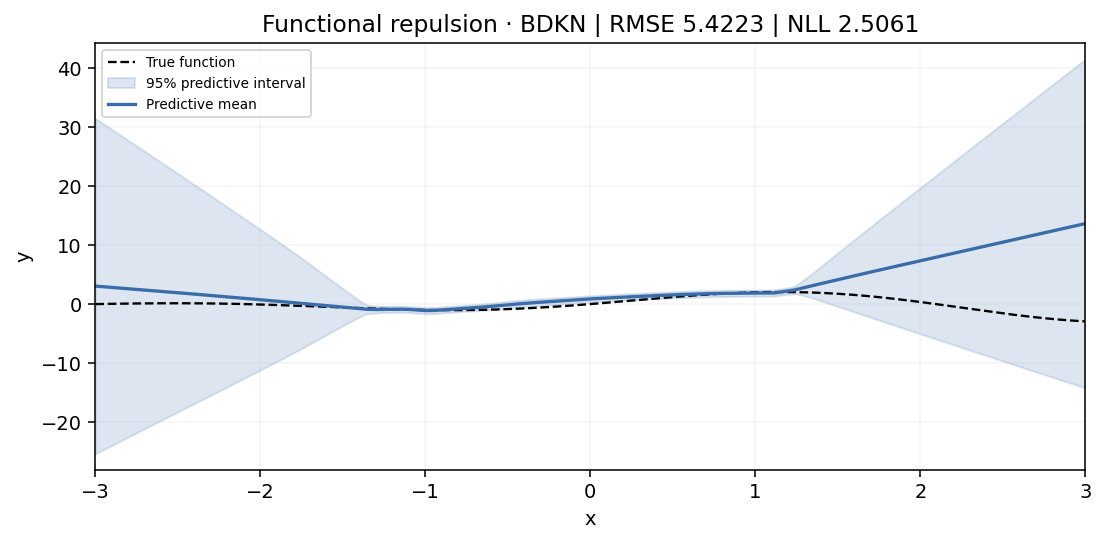 Functional repulsion · BDKN | RMSE 5.4223 | NLL 2.5061
True function
95% predictive interval
Predictive mean
y
40
30
20
10
0
−10
−20
−3
−2
−1
0
1
2
3
x